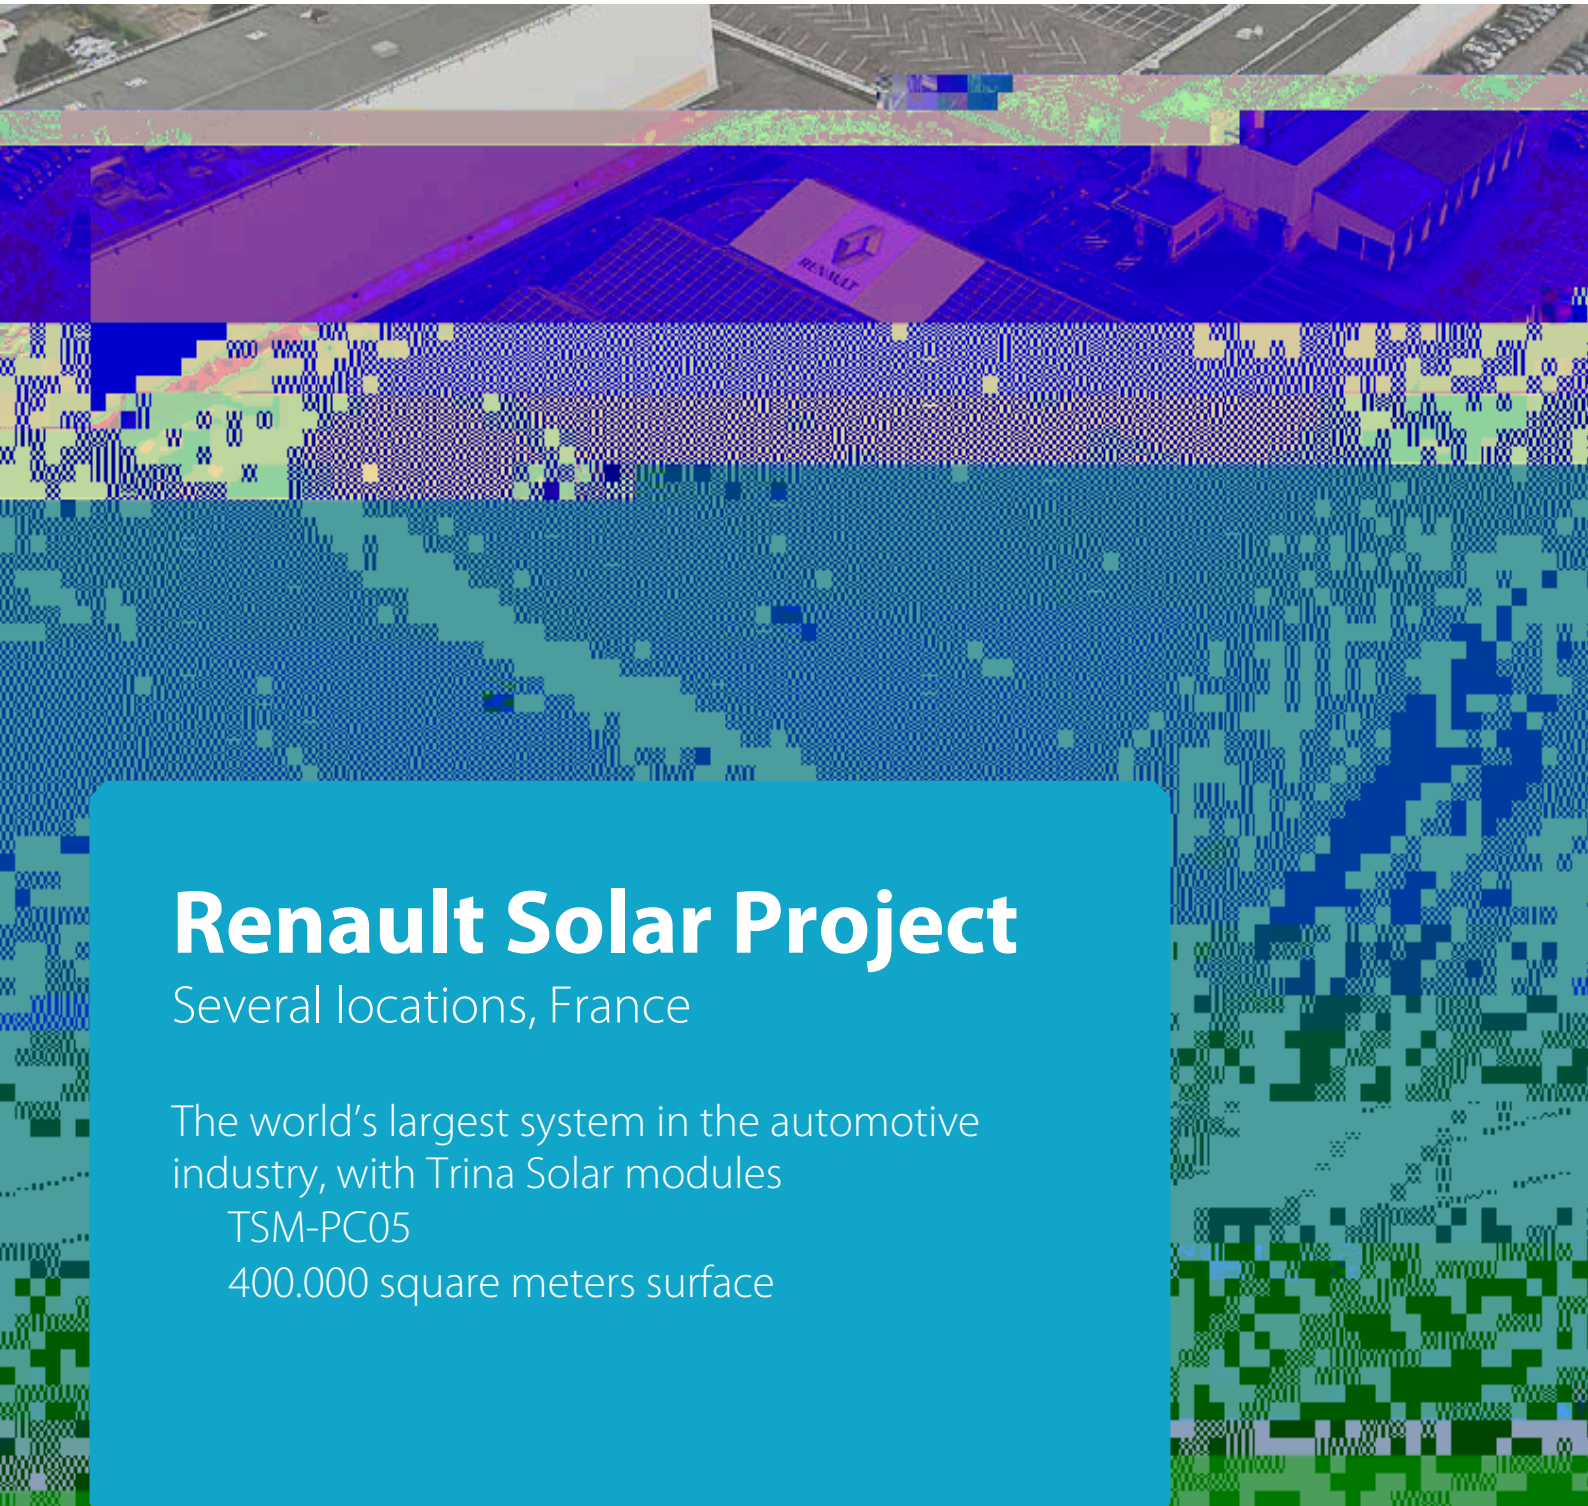 RENAULT
Renault Solar Project
Several locations, France
The world’s largest system in the automotive
industry, with Trina Solar modules
TSM-PC05
400.000 square meters surface